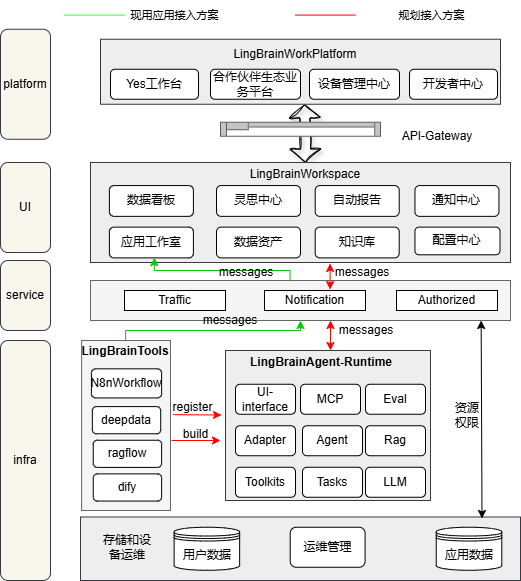 现用应用接入方案
规划接入方案
platform
LingBrainWorkPlatform
Yes工作台
合作伙伴生态业
务平台
设备管理中心
开发者中心
API-Gateway
UI
LingBrainWorkspace
数据看板
灵思中心
自动报告
通知中心
应用工作室
数据资产
知识库
配置中心
messages
messages
service
Traffic
Notification
Authorized
messages
messages
infra
LingBrainTools
N8nWorkflow
deepdata
ragflow
dify
register
build
LingBrainAgent-Runtime
UI-
interface
MCP
Eval
Adapter
Agent
Rag
Toolkits
Tasks
LLM
资源
权限
存储和设
备运维
用户数据
运维管理
应用数据